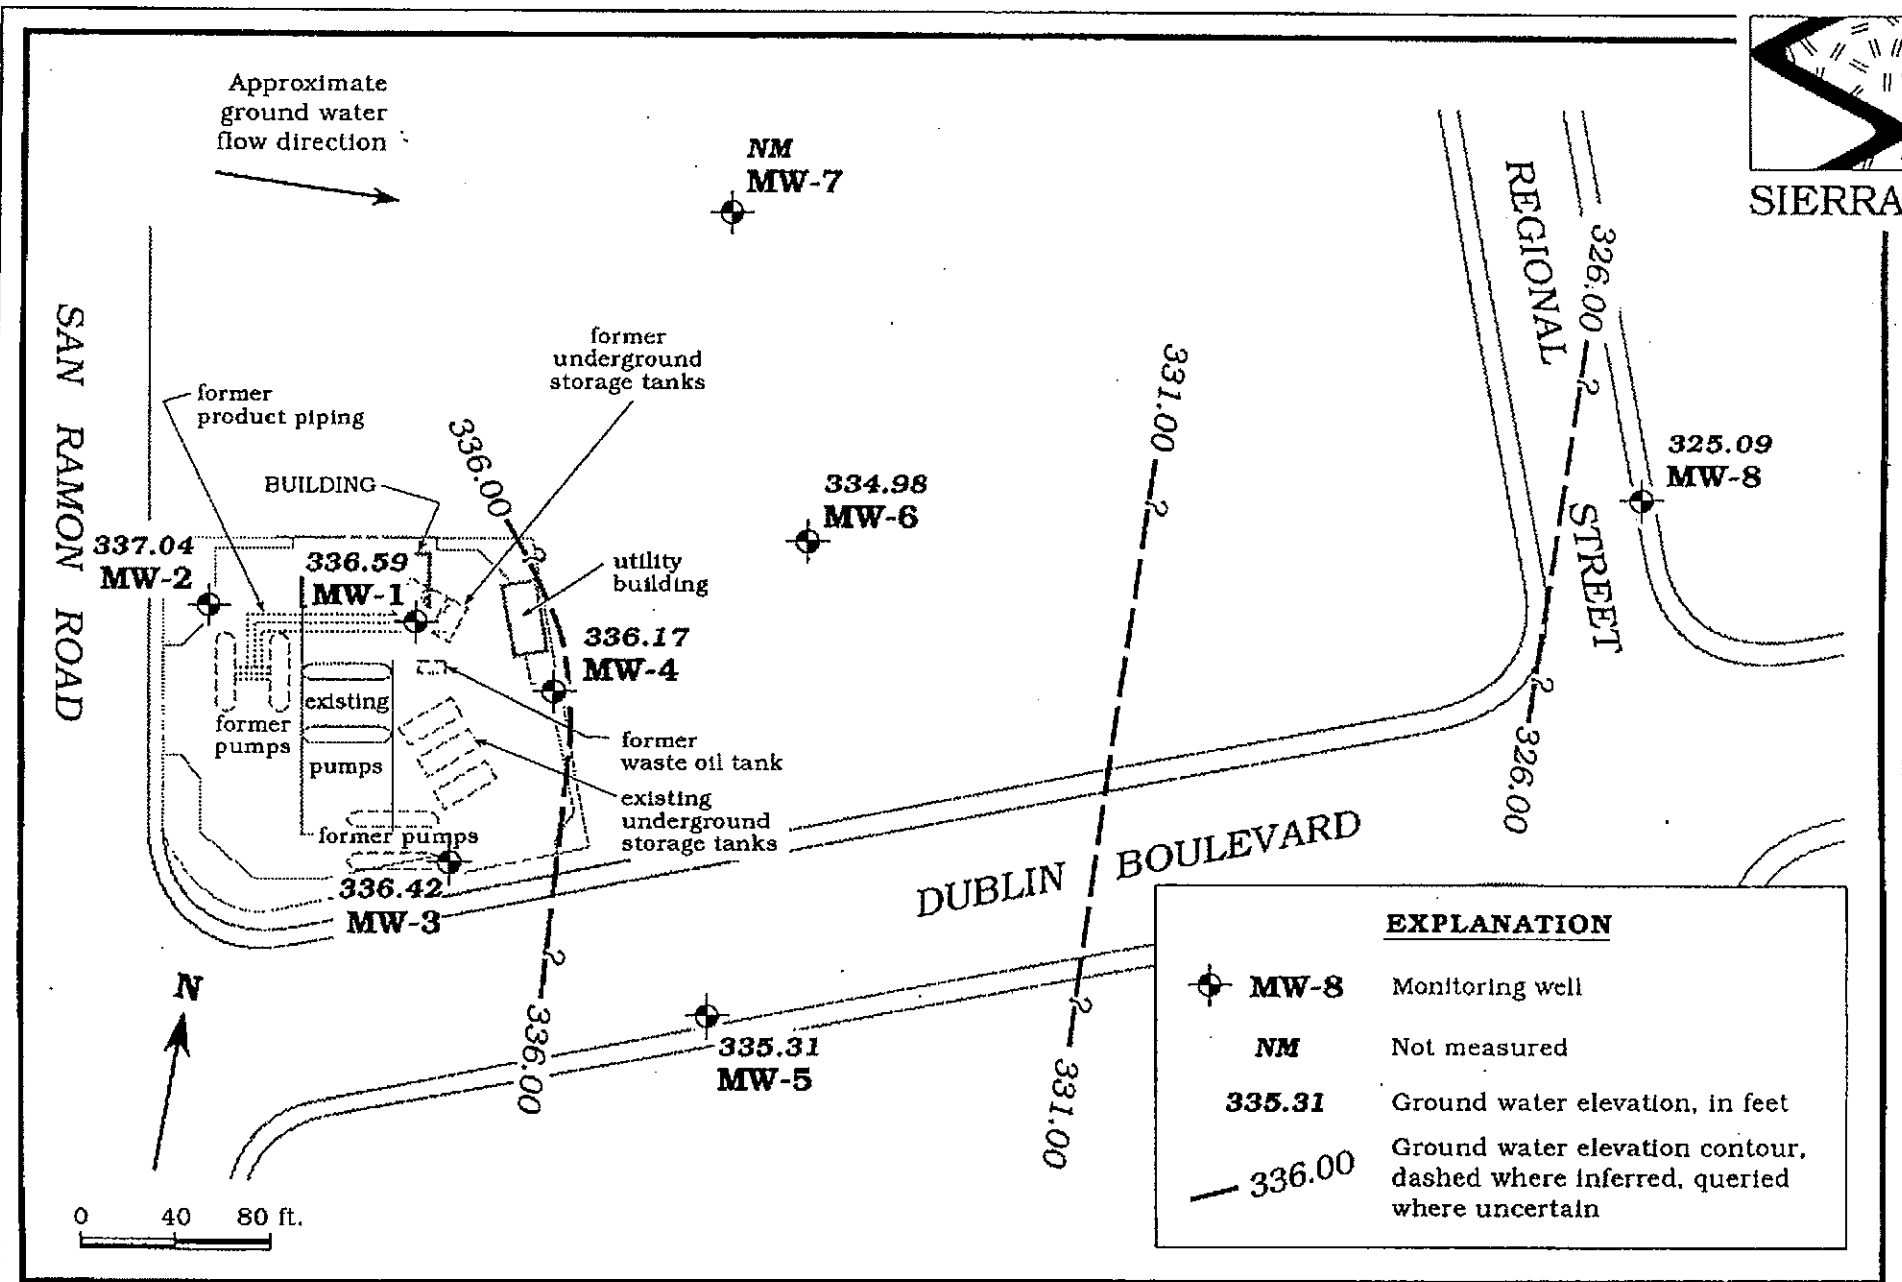 Approximate
ground water
flow direction
NM
MW-7
SIERRA
REGIONAL
STREET
326.00
?
?
326.00
SAN RAMON ROAD
former
underground
storage tanks
former
product piping
BUILDING
336.00
?
331.00
?
325.09
MW-8
334.98
MW-6
337.04
MW-2
336.59
MW-1
utility
building
336.17
MW-4
existing
pumps
former
pumps
former
waste oil tank
existing
underground
storage tanks
former pumps
336.42
MW-3
DUBLIN BOULEVARD
?
336.00
?
331.00
335.31
MW-5
N
0 40 80 ft.
EXPLANATION
MW-8 Monitoring well
NM Not measured
335.31 Ground water elevation, in feet
336.00 Ground water elevation contour,
dashed where inferred, queried
where uncertain